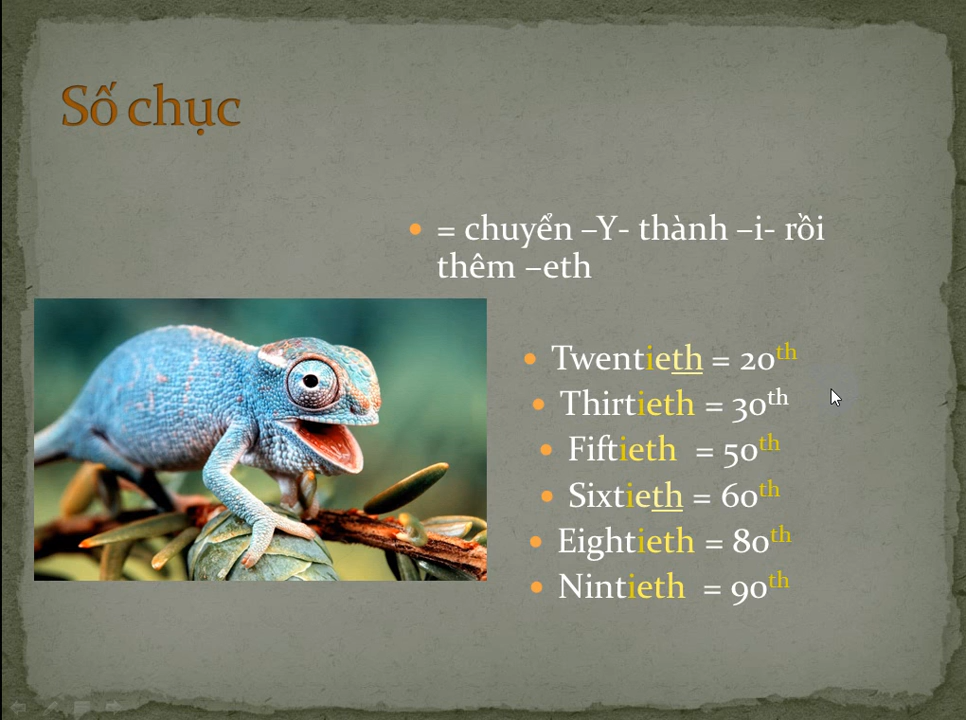 Số chục
= chuyển –Y- thành –i- rồi
thêm –eth
Twentieth = 20th
Thirtieth = 30th
Fiftieth = 50th
Sixtieth = 60th
Eightieth = 80th
Nintieth = 90th